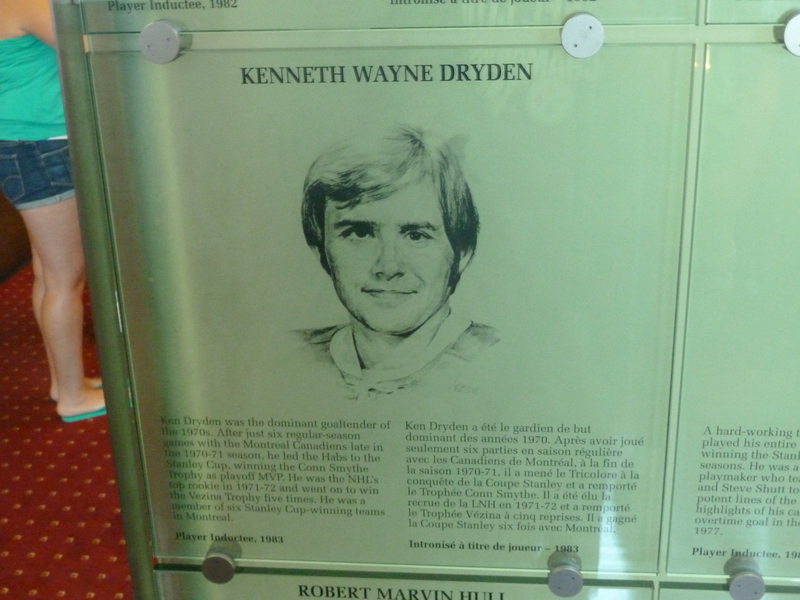 Player Inductee, 1982
Intronisé à titre de joueur – 1982
KENNETH WAYNE DRYDEN
Ken Dryden was the dominant goaltender of
the 1970s. After just six regular-season
games with the Montreal Canadiens late in
the 1970-71 season, he led the Habs to the
Stanley Cup, winning the Conn Smythe
Trophy as playoff MVP. He was the NHL's
top rookie in 1971-72 and went on to win
the Vezina Trophy five times. He was a
member of six Stanley Cup-winning teams
in Montreal.
Player Inductee, 1983
Ken Dryden a été le gardien de but
dominant des années 1970. Après avoir joué
seulement six parties en saison régulière
avec les Canadiens de Montréal, à la fin de
la saison 1970-71, il a mené le Tricolore à la
conquête de la Coupe Stanley et a remporté
le Trophée Conn Smythe. Il a été élu la
recrue de la LNH en 1971-72 et a remporté
le Trophée Vézina à cinq reprises. Il a gagné
la Coupe Stanley six fois avec Montréal.
Intronisé à titre de joueur – 1983
A hard-working
played his entire
winning the
seasons. He was a
playmaker who
and Steve Shutt
potent lines of the
highlights of his
overtime goal in
1977.
Player Inductee,
ROBERT MARVIN HULL